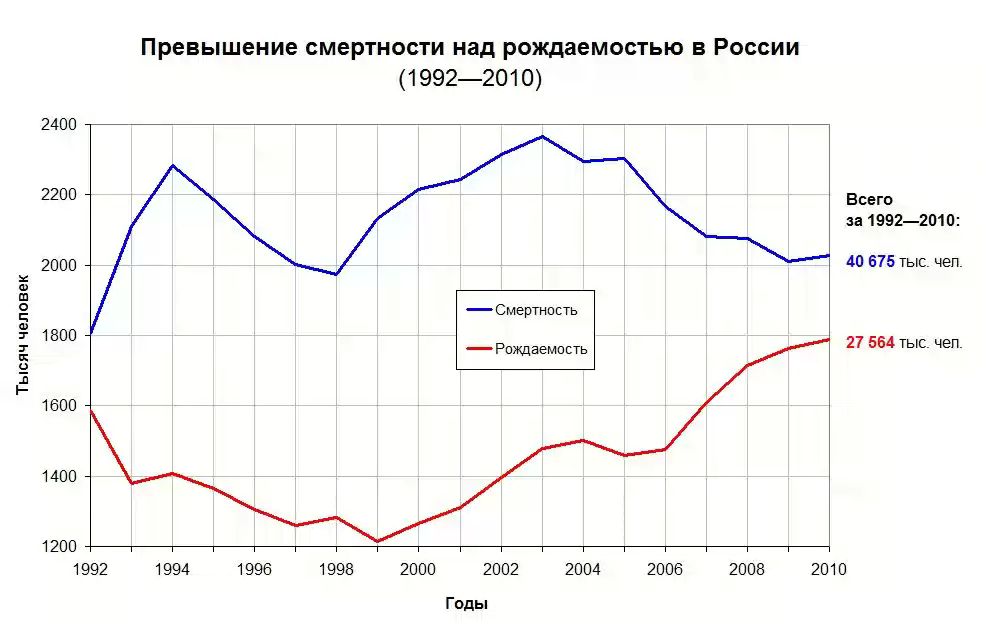 Превышение смертности над рождаемостью в России
(1992—2010)
Тысяч человек
2400
2200
2000
1800
1600
1400
1200
Смертность
Рождаемость
Всего
за 1992—2010:
40 675 тыс. чел.
27 564 тыс. чел.
1992 1994 1996 1998 2000 2002 2004 2006 2008 2010
Годы